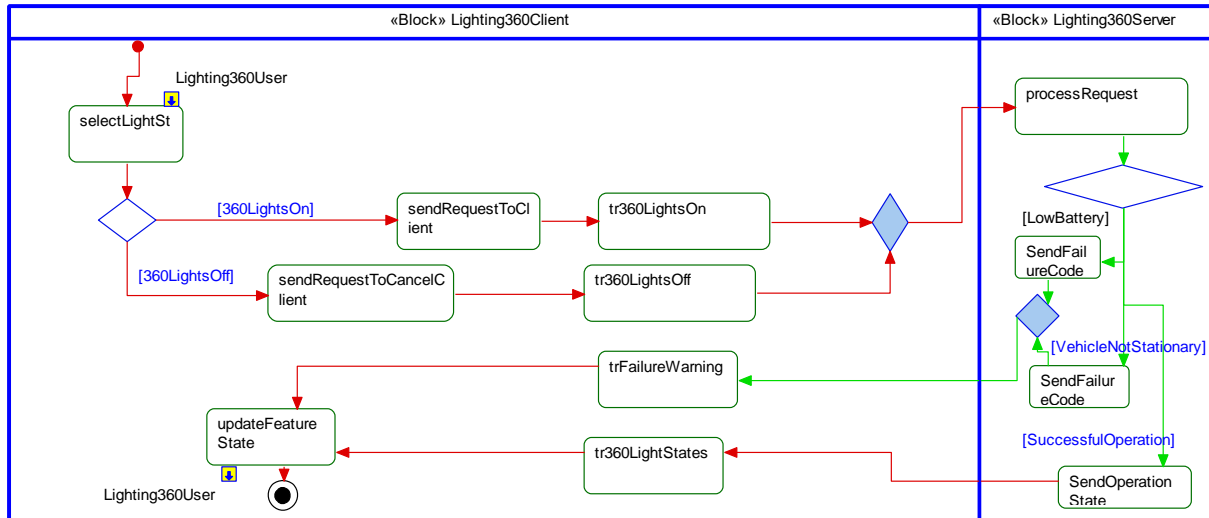 «Block» Lighting360Client
«Block» Lighting360Server
Lighting360User
selectLightSt
processRequest
[360LightsOn]
sendRequestToCl
ient
tr360LightsOn
[LowBattery]
SendFail
ureCode
[360LightsOff]
sendRequestToCancelC
lient
tr360LightsOff
[VehicleNotStationary]
trFailureWarning
SendFailur
eCode
updateFeature
State
[SuccessfulOperation]
tr360LightStates
SendOperation
State
Lighting360User